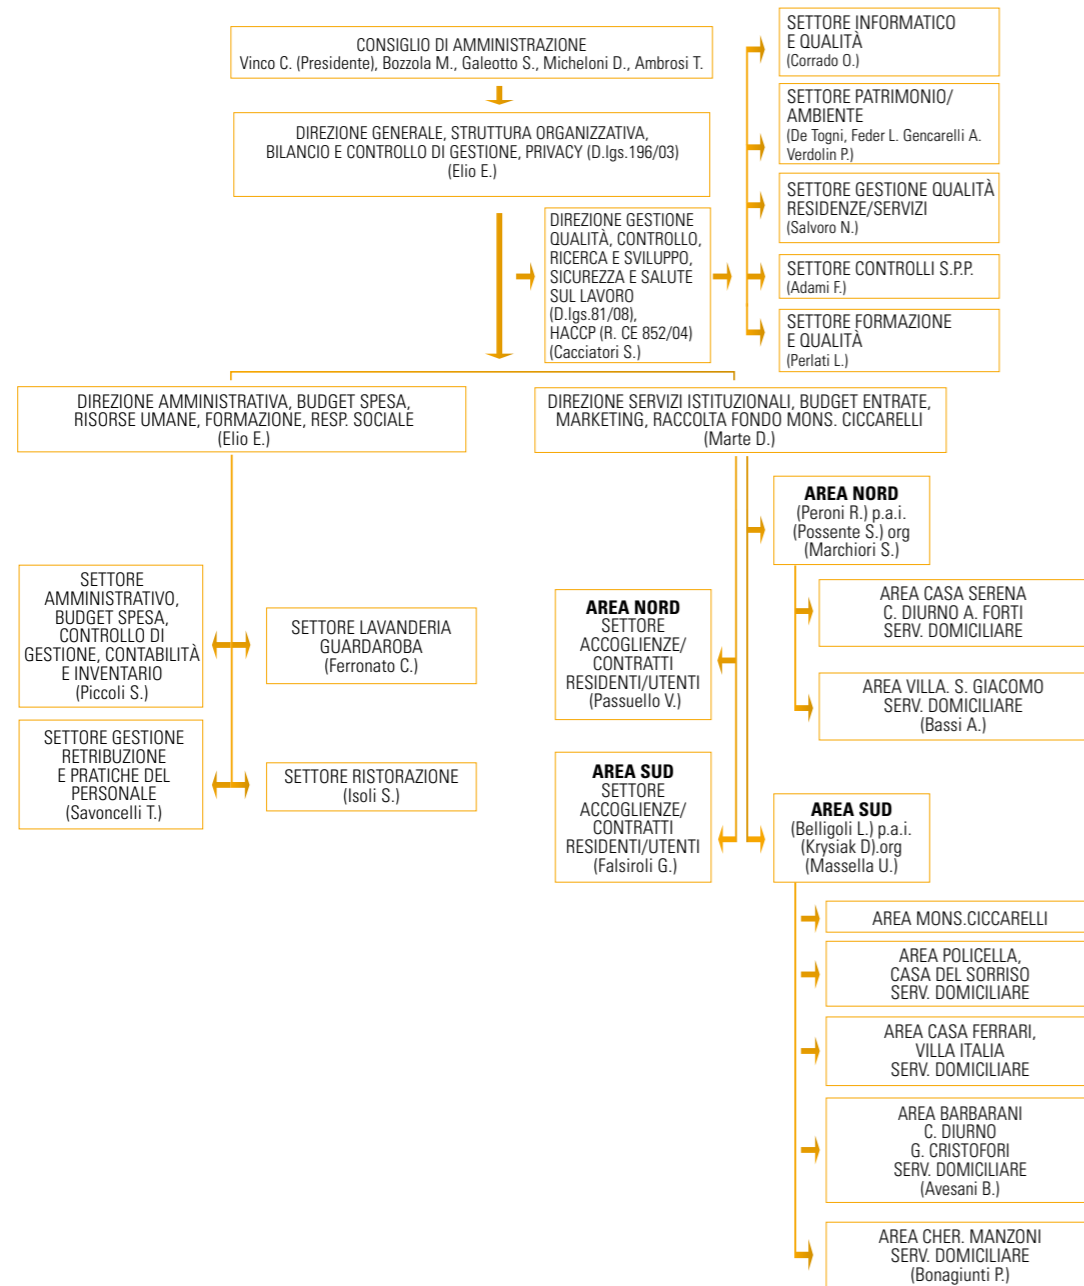 CONSIGLIO DI AMMINISTRAZIONE
Vinco C. (Presidente), Bozzola M., Galeotto S., Micheloni D., Ambrosi T.
DIREZIONE GENERALE, STRUTTURA ORGANIZZATIVA,
BILANCIO E CONTROLLO DI GESTIONE, PRIVACY (D.lgs.196/03)
(Elio E.)
DIREZIONE GESTIONE
QUALITÀ, CONTROLLO,
RICERCA E SVILUPPO,
SICUREZZA E SALUTE
SUL LAVORO
(D.lgs.81/08),
HACCP (R. CE 852/04)
(Cacciatori S.)
SETTORE INFORMATICO
E QUALITÀ
(Corrado O.)
SETTORE PATRIMONIO/
AMBIENTE
(De Togni, Feder L. Gencarelli A.
Verdolin P.)
SETTORE GESTIONE QUALITÀ
RESIDENZE/SERVIZI
(Salvoro N.)
SETTORE CONTROLLI S.P.P.
(Adami F.)
SETTORE FORMAZIONE
E QUALITÀ
(Perlati L.)
DIREZIONE AMMINISTRATIVA, BUDGET SPESA,
RISORSE UMANE, FORMAZIONE, RESP. SOCIALE
(Elio E.)
DIREZIONE SERVIZI ISTITUZIONALI, BUDGET ENTRATE,
MARKETING, RACCOLTA FONDO MONS. CICCARELLI
(Marte D.)
SETTORE
AMMINISTRATIVO,
BUDGET SPESA,
CONTROLLO DI
GESTIONE, CONTABILITÀ
E INVENTARIO
(Piccoli S.)
SETTORE LAVANDERIA
GUARDAROBA
(Ferronato C.)
SETTORE GESTIONE
RETRIBUZIONE
E PRATICHE DEL
PERSONALE
(Savoncelli T.)
SETTORE RISTORAZIONE
(Isoli S.)
AREA NORD
SETTORE
ACCOGLIENZE/
CONTRATTI
RESIDENTI/UTENTI
(Passuello V.)
AREA SUD
SETTORE
ACCOGLIENZE/
CONTRATTI
RESIDENTI/UTENTI
(Falsiroli G.)
AREA NORD
(Peroni R.) p.a.i.
(Possente S.) org
(Marchiori S.)
AREA CASA SERENA
C. DIURNO A. FORTI
SERV. DOMICILIARE
AREA VILLA. S. GIACOMO
SERV. DOMICILIARE
(Bassi A.)
AREA SUD
(Belligoli L.) p.a.i.
(Krysiak D).org
(Massella U.)
AREA MONS.CICCARELLI
AREA POLICELLA,
CASA DEL SORRISO
SERV. DOMICILIARE
AREA CASA FERRARI,
VILLA ITALIA
SERV. DOMICILIARE
AREA BARBARANI
C. DIURNO
G. CRISTOFORI
SERV. DOMICILIARE
(Avesani B.)
AREA CHER. MANZONI
SERV. DOMICILIARE
(Bonagiunti P.)